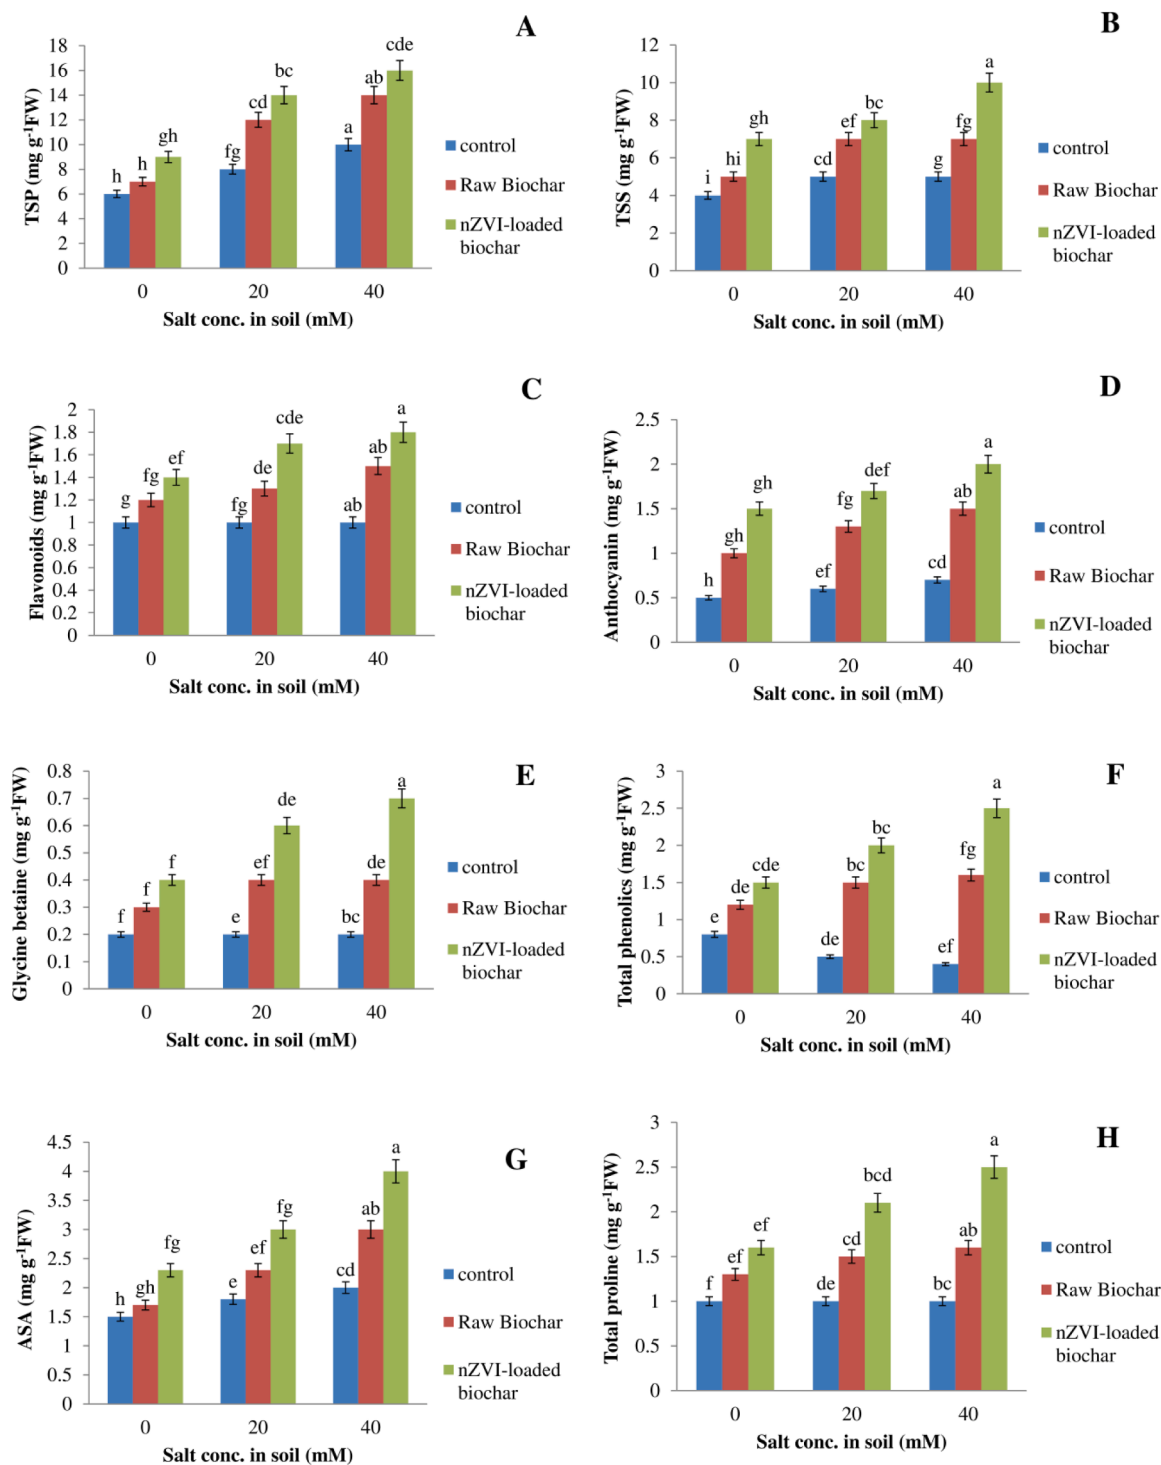 A
TSP (mg g-1FW)
18
16
14
12
10
8
6
4
2
0
h
h
gh
fg
cd
bc
a
ab
cde
0
20
40
Salt conc. in soil (mM)
control
Raw Biochar
nZVI-loaded
biochar
B
TSS (mg g-1FW)
12
10
8
6
4
2
0
i
hi
gh
cd
ef
bc
g
fg
a
0
20
40
Salt conc. in soil (mM)
control
Raw Biochar
nZVI-loaded
biochar
C
Flavonoids (mg g-1FW)
2
1.8
1.6
1.4
1.2
1
0.8
0.6
0.4
0.2
0
g
fg
ef
fg
de
cde
ab
ab
a
0
20
40
Salt conc. in soil (mM)
control
Raw Biochar
nZVI-loaded
biochar
D
Anthocyanin (mg g-1FW)
2.5
2
1.5
1
0.5
0
h
gh
gh
ef
fg
def
cd
ab
a
0
20
40
Salt conc. in soil (mM)
control
Raw Biochar
nZVI-loaded
biochar
E
Glycine betaine (mg g-1FW)
0.8
0.7
0.6
0.5
0.4
0.3
0.2
0.1
0
f
f
f
e
ef
de
bc
de
a
0
20
40
Salt conc. in soil (mM)
control
Raw Biochar
nZVI-loaded
biochar
F
Total phenolics (mg g-1FW)
3
2.5
2
1.5
1
0.5
0
e
de
cde
de
bc
bc
ef
fg
a
0
20
40
Salt conc. in soil (mM)
control
Raw Biochar
nZVI-loaded
biochar
G
ASA (mg g-1FW)
4.5
4
3.5
3
2.5
2
1.5
1
0.5
0
h
gh
fg
e
ef
fg
cd
ab
a
0
20
40
Salt conc. in soil (mM)
control
Raw Biochar
nZVI-loaded
biochar
H
Total proline (mg g-1FW)
3
2.5
2
1.5
1
0.5
0
f
ef
ef
de
cd
bcd
bc
ab
a
0
20
40
Salt conc. in soil (mM)
control
Raw Biochar
nZVI-loaded
biochar